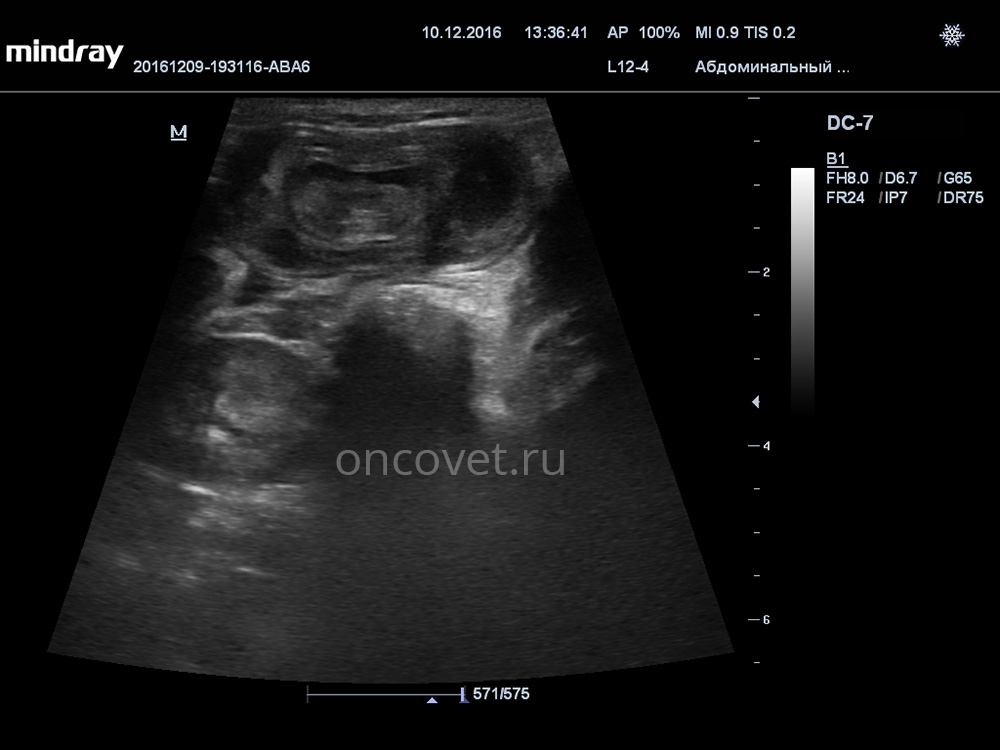 mindray
10.12.2016 13:36:41 AP 100% MI 0.9 TIS 0.2
20161209-193116-ABA6 L12-4 Абдоминальный ...
M
DC-7
B1
FH8.0 /D6.7 /G65
FR24 /IP7 /DR75
2
4
oncovet.ru
6
571/575